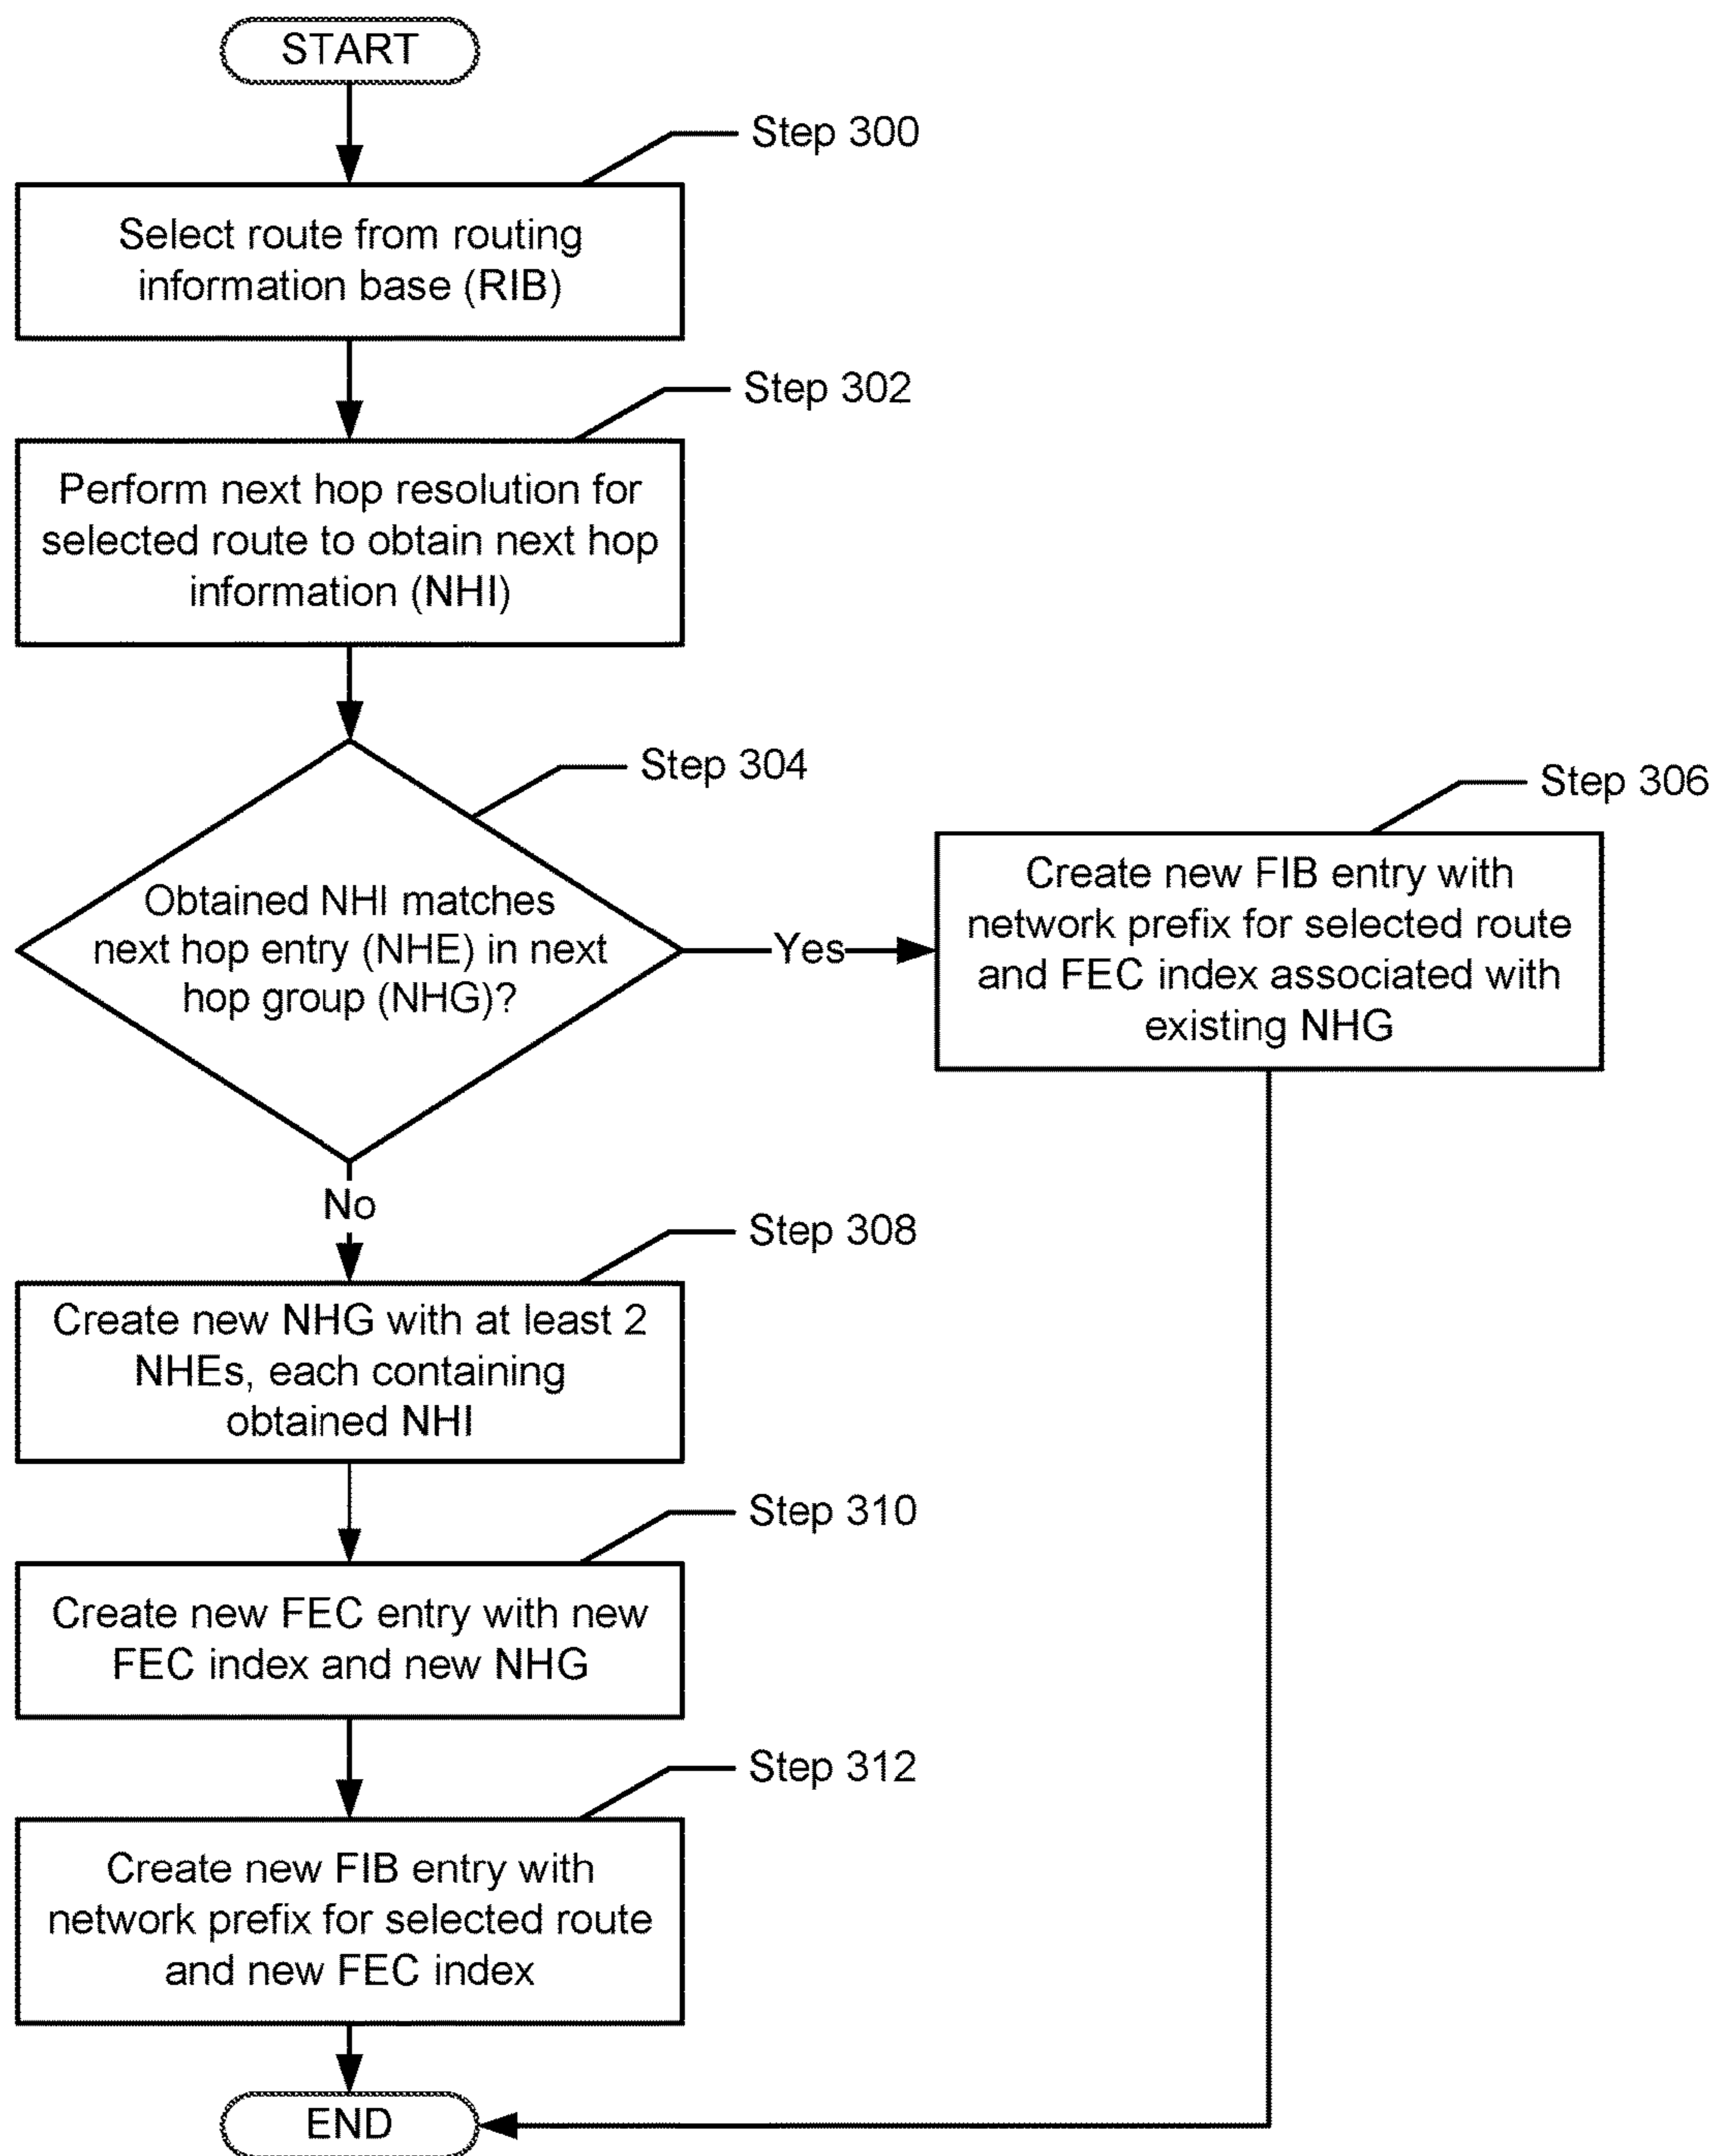 START
Step 300
Select route from routing
information base (RIB)
Step 302
Perform next hop resolution for
selected route to obtain next hop
information (NHI)
Step 304
Obtained NHI matches
next hop entry (NHE) in next
hop group (NHG)?
Yes
Step 306
Create new FIB entry with
network prefix for selected route
and FEC index associated with
existing NHG
No
Step 308
Create new NHG with at least 2
NHEs, each containing
obtained NHI
Step 310
Create new FEC entry with new
FEC index and new NHG
Step 312
Create new FIB entry with
network prefix for selected route
and new FEC index
END